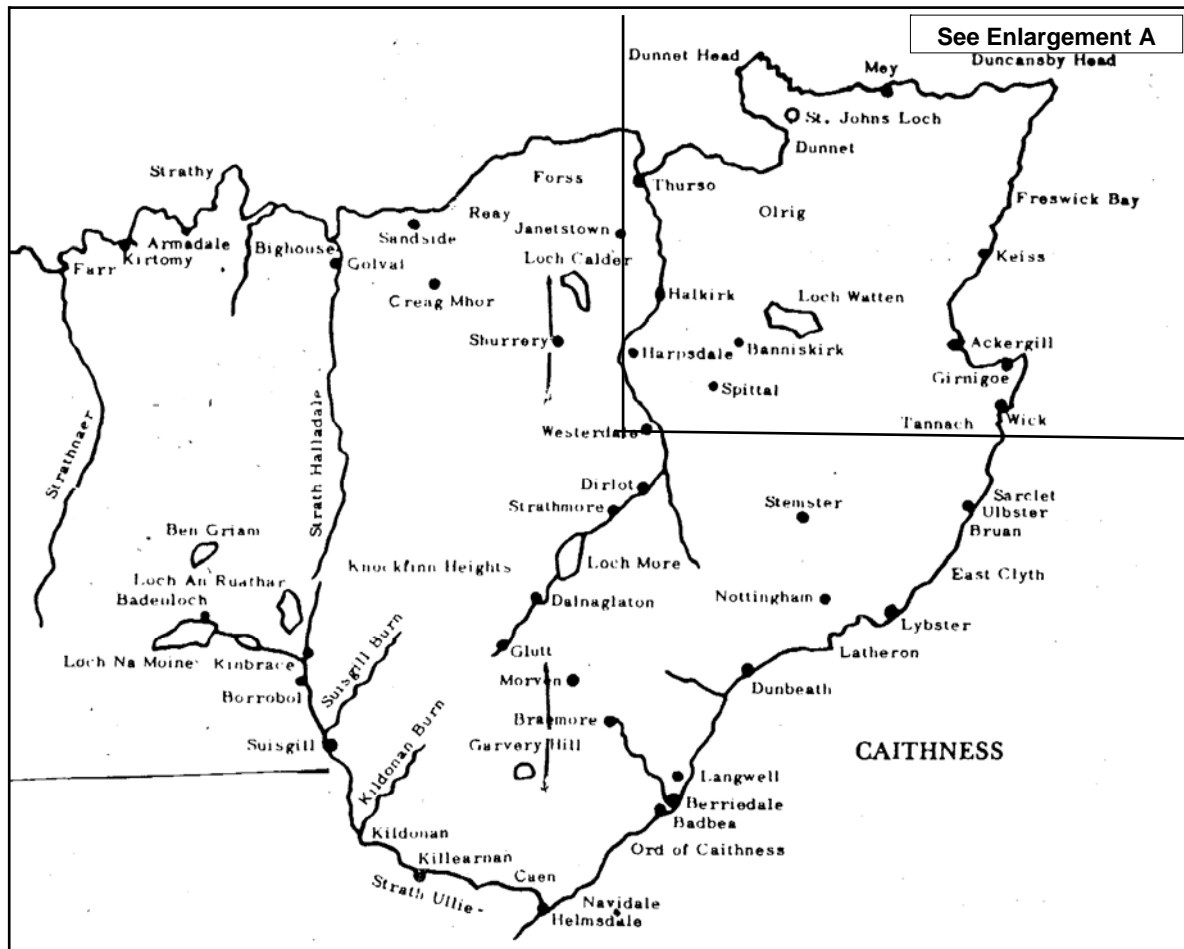 See Enlargement A
Dunnet Head
Mey
Duncansby Head
St. Johns Loch
Dunnet
Strathy
Forss
Thurso
Olrig
Freswick Bay
Reay
Sandside
Janetstown
Armadale
Kirtomy
Bighouse
Farr
Golval
Loch Calder
Keiss
Creag Mhor
Halkirk
Loch Watten
Shurrery
Harpsdale
Banniskirk
Ackergill
Girnigoe
Spittal
Strathnaer
Strath Halladale
Westerdale
Tannach
Wick
Dirlot
Strathmore
Stemster
Sarclet
Ulbster
Bruan
Ben Griam
Loch An Ruathar
Knockfinn Heights
Loch More
East Clyth
Badenloch
Dalnaglaton
Nottingham
Lybster
Loch Na Moine
Kinbrace
Suisgill Burn
Glutt
Latheron
Borrobol
Morven
Dunbeath
Braemore
Suisgill
Kildonan Burn
Garvery Hill
CAITHNESS
Langwell
Berriedale
Badbea
Kildonan
Ord of Caithness
Killearnan
Caen
Strath Ullie -
Navidale
Helmsdale